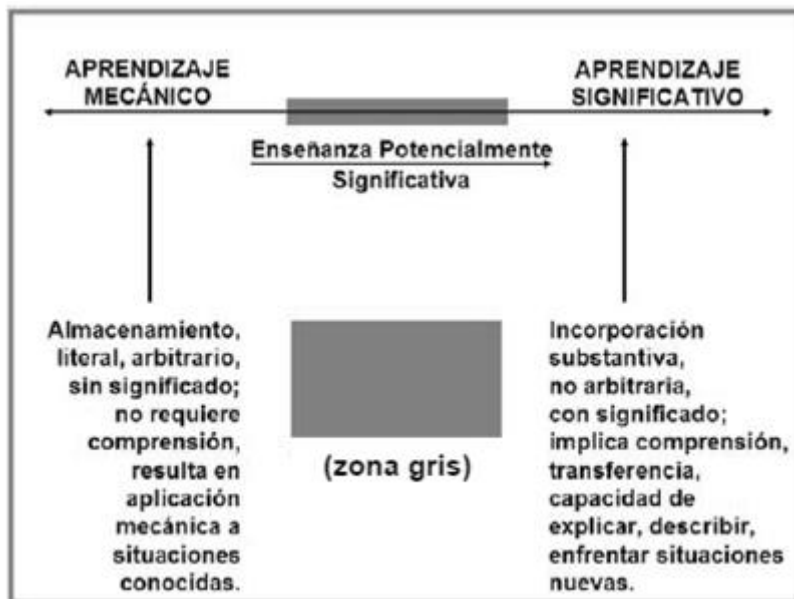 APRENDIZAJE
MECÁNICO
APRENDIZAJE
SIGNIFICATIVO
Enseñanza Potencialmente
Significativa
Almacenamiento,
literal, arbitrario,
sin significado;
no requiere
comprensión,
resulta en
aplicación
mecánica a
situaciones
conocidas.
(zona gris)
Incorporación
substantiva,
no arbitraria,
con significado;
implica comprensión,
transferencia,
capacidad de
explicar, describir,
enfrentar situaciones
nuevas.